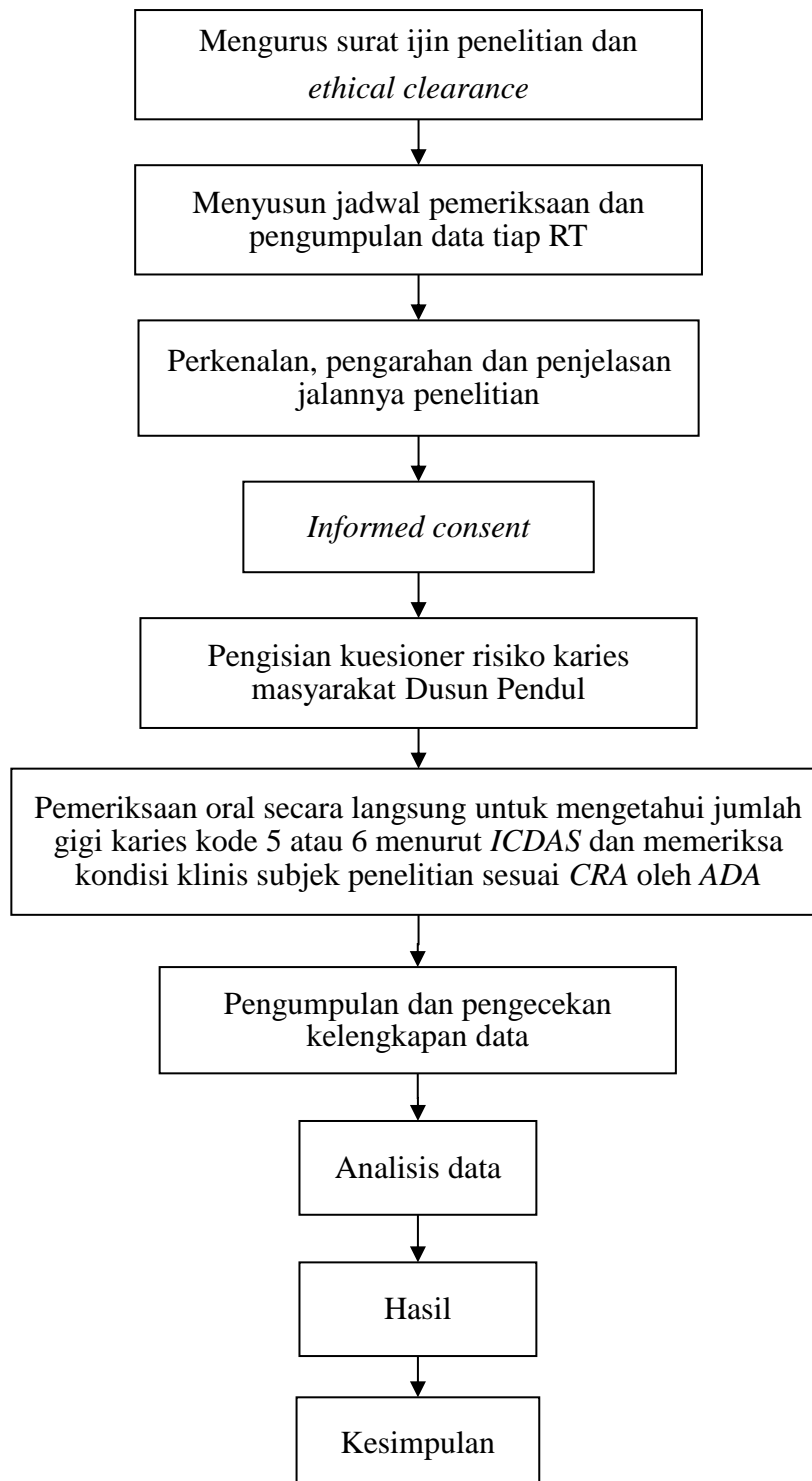 Mengurus surat ijin penelitian dan
ethical clearance
Menyusun jadwal pemeriksaan dan
pengumpulan data tiap RT
Perkenalan, pengarahan dan penjelasan
jalannya penelitian
Informed consent
Pengisian kuesioner risiko karies
masyarakat Dusun Pendul
Pemeriksaan oral secara langsung untuk mengetahui jumlah
gigi karies kode 5 atau 6 menurut ICDAS dan memeriksa
kondisi klinis subjek penelitian sesuai CRA oleh ADA
Pengumpulan dan pengecekan
kelengkapan data
Analisis data
Hasil
Kesimpulan